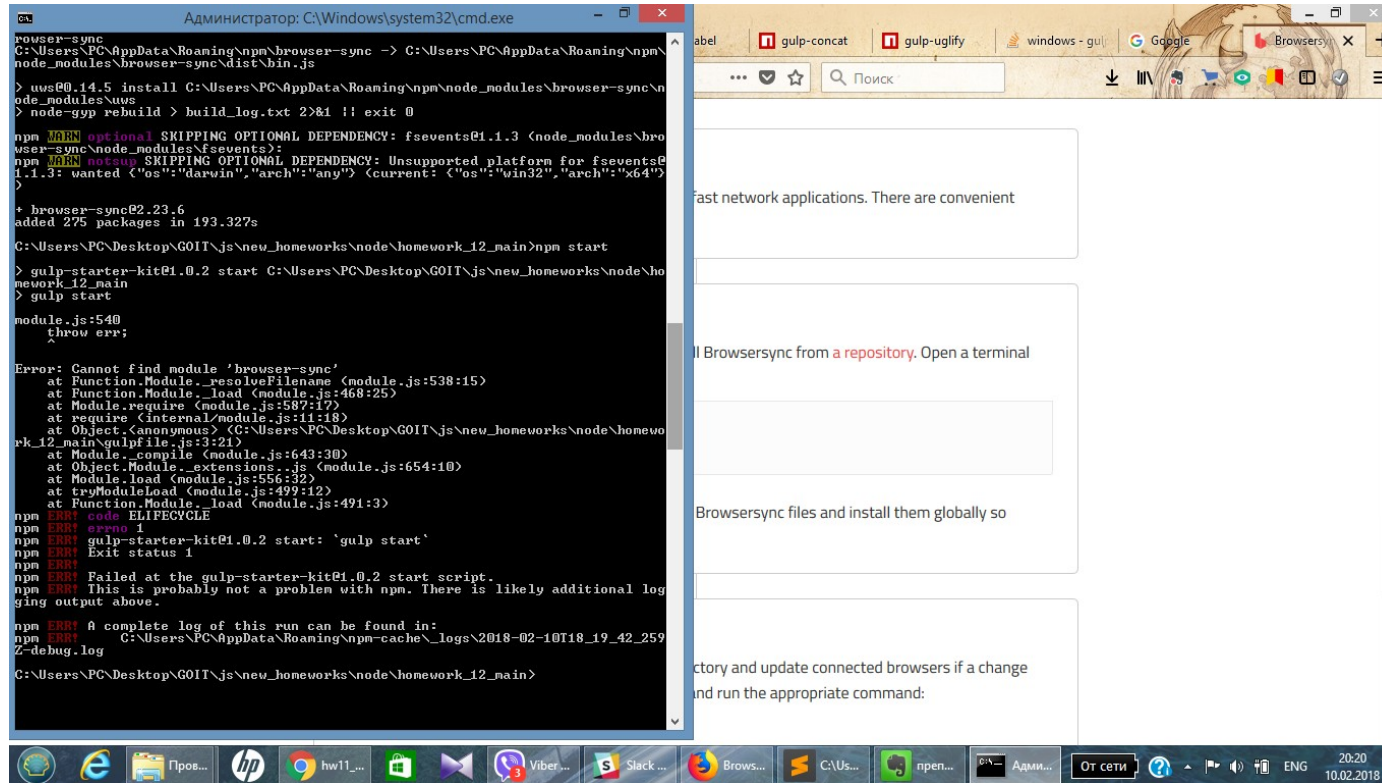 Администратор: C:\Windows\system32\cmd.exe
rowser-sync
C:\Users\PC\AppData\Roaming\npm\browser-sync -> C:\Users\PC\AppData\Roaming\npm\
node_modules\browser-sync\dist\bin.js
> uws@0.14.5 install C:\Users\PC\AppData\Roaming\npm\node_modules\browser-sync\n
ode_modules\uws
> node-gyp rebuild > build_log.txt 2>&1 || exit 0
npm WARN optional SKIPPING OPTIONAL DEPENDENCY: fsevents@1.1.3 (node_modules\bro
wser-sync\node_modules\fsevents):
npm WARN notsup SKIPPING OPTIONAL DEPENDENCY: Unsupported platform for fsevents@
1.1.3: wanted {"os":"darwin","arch":"any"} (current: {"os":"win32","arch":"x64"}
)
+ browser-sync@2.23.6
added 275 packages in 193.327s
C:\Users\PC\Desktop\GOIT\js\new_homeworks\node\homework_12_main>npm start
> gulp-starter-kit@1.0.2 start C:\Users\PC\Desktop\GOIT\js\new_homeworks\node\ho
mework_12_main
> gulp start
module.js:540
throw err;
^
Error: Cannot find module 'browser-sync'
at Function.Module._resolveFilename (module.js:538:15)
at Function.Module._load (module.js:468:25)
at Module.require (module.js:587:17)
at require (internal/module.js:11:18)
at Object.<anonymous> (C:\Users\PC\Desktop\GOIT\js\new_homeworks\node\homewo
rk_12_main\gulpfile.js:3:21)
at Module._compile (module.js:643:30)
at Object.Module._extensions..js (module.js:654:10)
at Module.load (module.js:556:32)
at tryModuleLoad (module.js:499:12)
at Function.Module._load (module.js:491:3)
npm ERR! code ELIFECYCLE
npm ERR! errno 1
npm ERR! gulp-starter-kit@1.0.2 start: `gulp start`
npm ERR! Exit status 1
npm ERR!
npm ERR! Failed at the gulp-starter-kit@1.0.2 start script.
npm ERR! This is probably not a problem with npm. There is likely additional log
ging output above.
npm ERR! A complete log of this run can be found in:
npm ERR! C:\Users\PC\AppData\Roaming\npm-cache\_logs\2018-02-10T18_19_42_259
Z-debug.log
C:\Users\PC\Desktop\GOIT\js\new_homeworks\node\homework_12_main>
abel gulp-concat gulp-uglify windows - gul Google Browsersyn
Поиск
fast network applications. There are convenient
ll Browsersync from a repository. Open a terminal
Browsersync files and install them globally so
ctory and update connected browsers if a change
and run the appropriate command:
Пров... hp hw11_... Viber ... 3 Slack ... Brows... C:\Us... преп... Адми... От сети ENG 20:20
10.02.2018